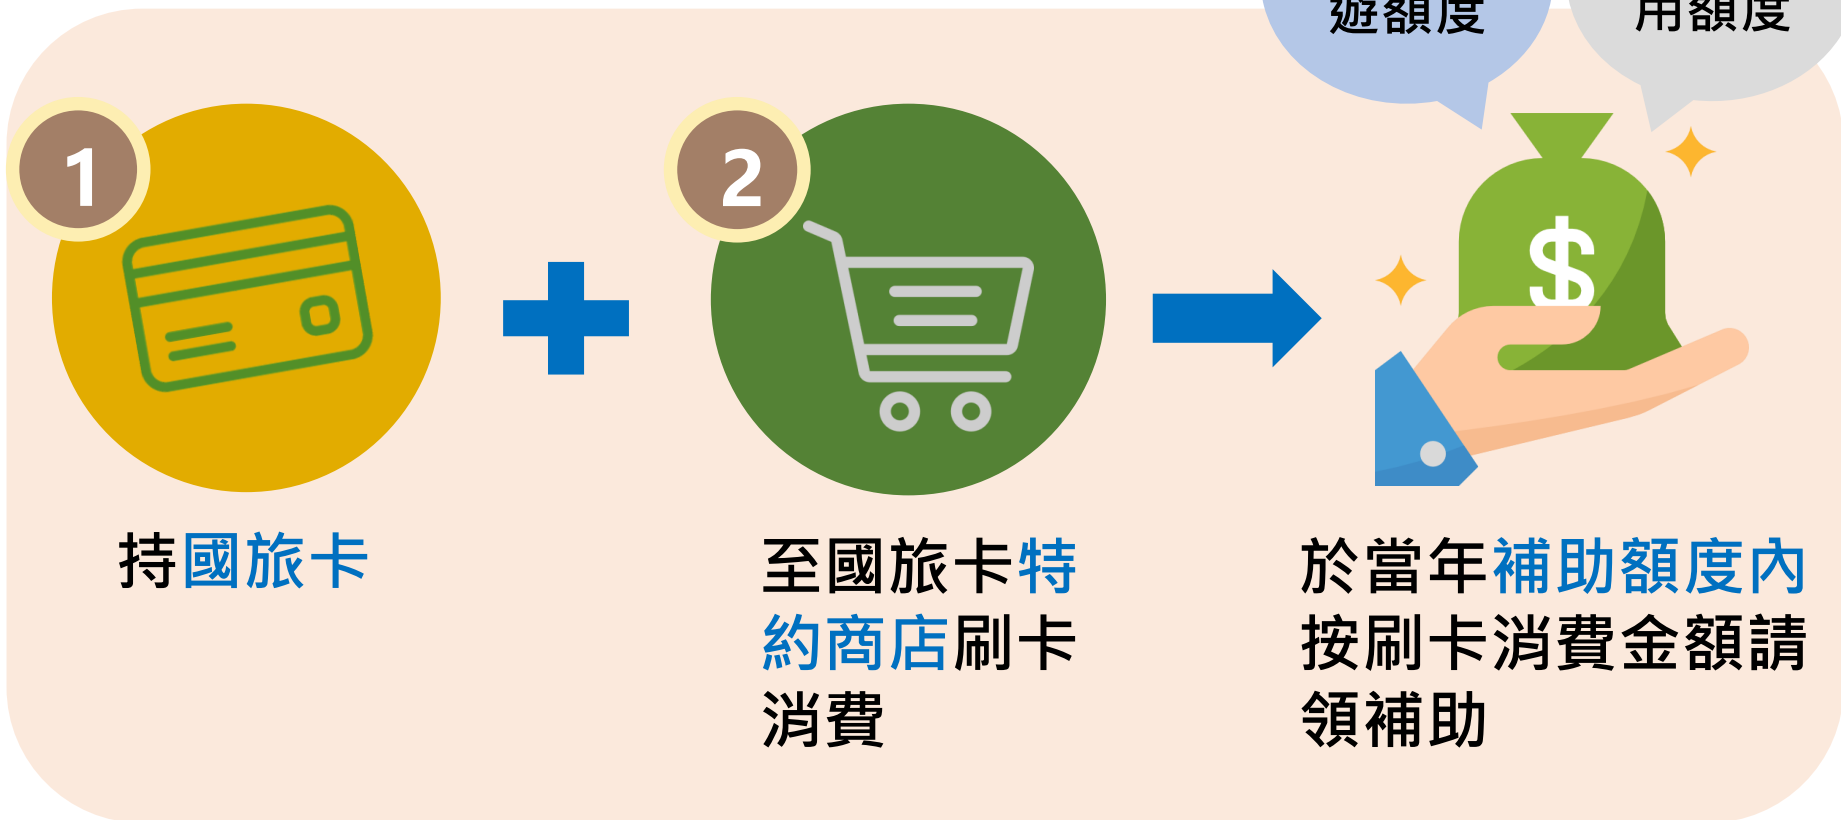 遊額度
用額度
1
2
$
持國旅卡
至國旅卡特
約商店刷卡
消費
於當年補助額度內
按刷卡消費金額請
領補助